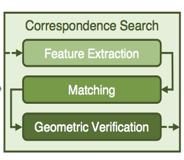 Correspondence Search
Feature Extraction
Matching
Geometric Verification